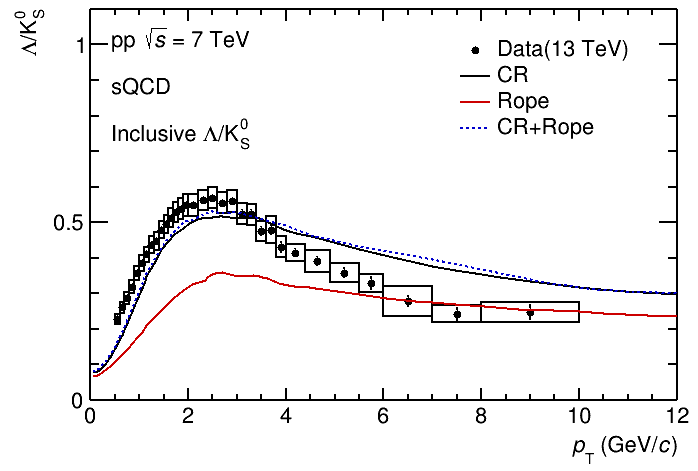 Λ/K⁰_S
1
0.5
0
pp √s = 7 TeV
sQCD
Inclusive Λ/K⁰_S
Data(13 TeV)
CR
Rope
CR+Rope
0 2 4 6 8 10 12
p_T (GeV/c)